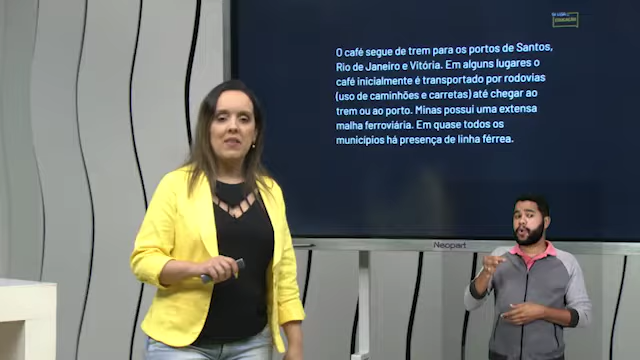 EDUCAÇÃO
O café segue de trem para os portos de Santos,
Rio de Janeiro e Vitória. Em alguns lugares o
café inicialmente é transportado por rodovias
(uso de caminhões e carretas) até chegar ao
trem ou ao porto. Minas possui uma extensa
malha ferroviária. Em quase todos os
municípios há presença de linha férrea.
Neopart